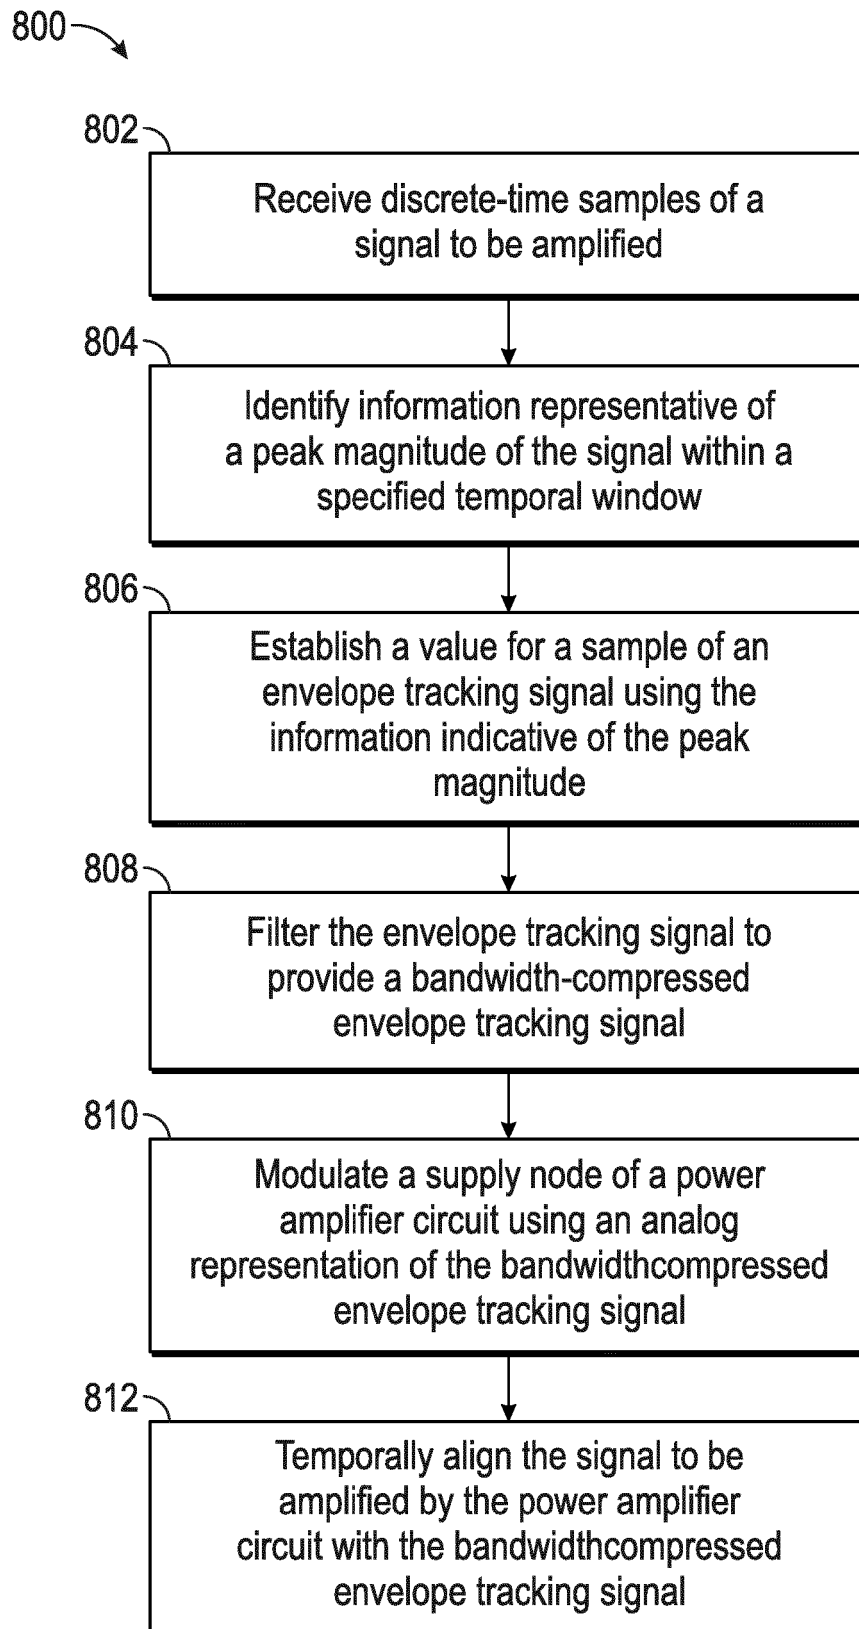 800
802
Receive discrete-time samples of a
signal to be amplified
804
Identify information representative of
a peak magnitude of the signal within a
specified temporal window
806
Establish a value for a sample of an
envelope tracking signal using the
information indicative of the peak
magnitude
808
Filter the envelope tracking signal to
provide a bandwidth-compressed
envelope tracking signal
810
Modulate a supply node of a power
amplifier circuit using an analog
representation of the bandwidthcompressed
envelope tracking signal
812
Temporally align the signal to be
amplified by the power amplifier
circuit with the bandwidthcompressed
envelope tracking signal